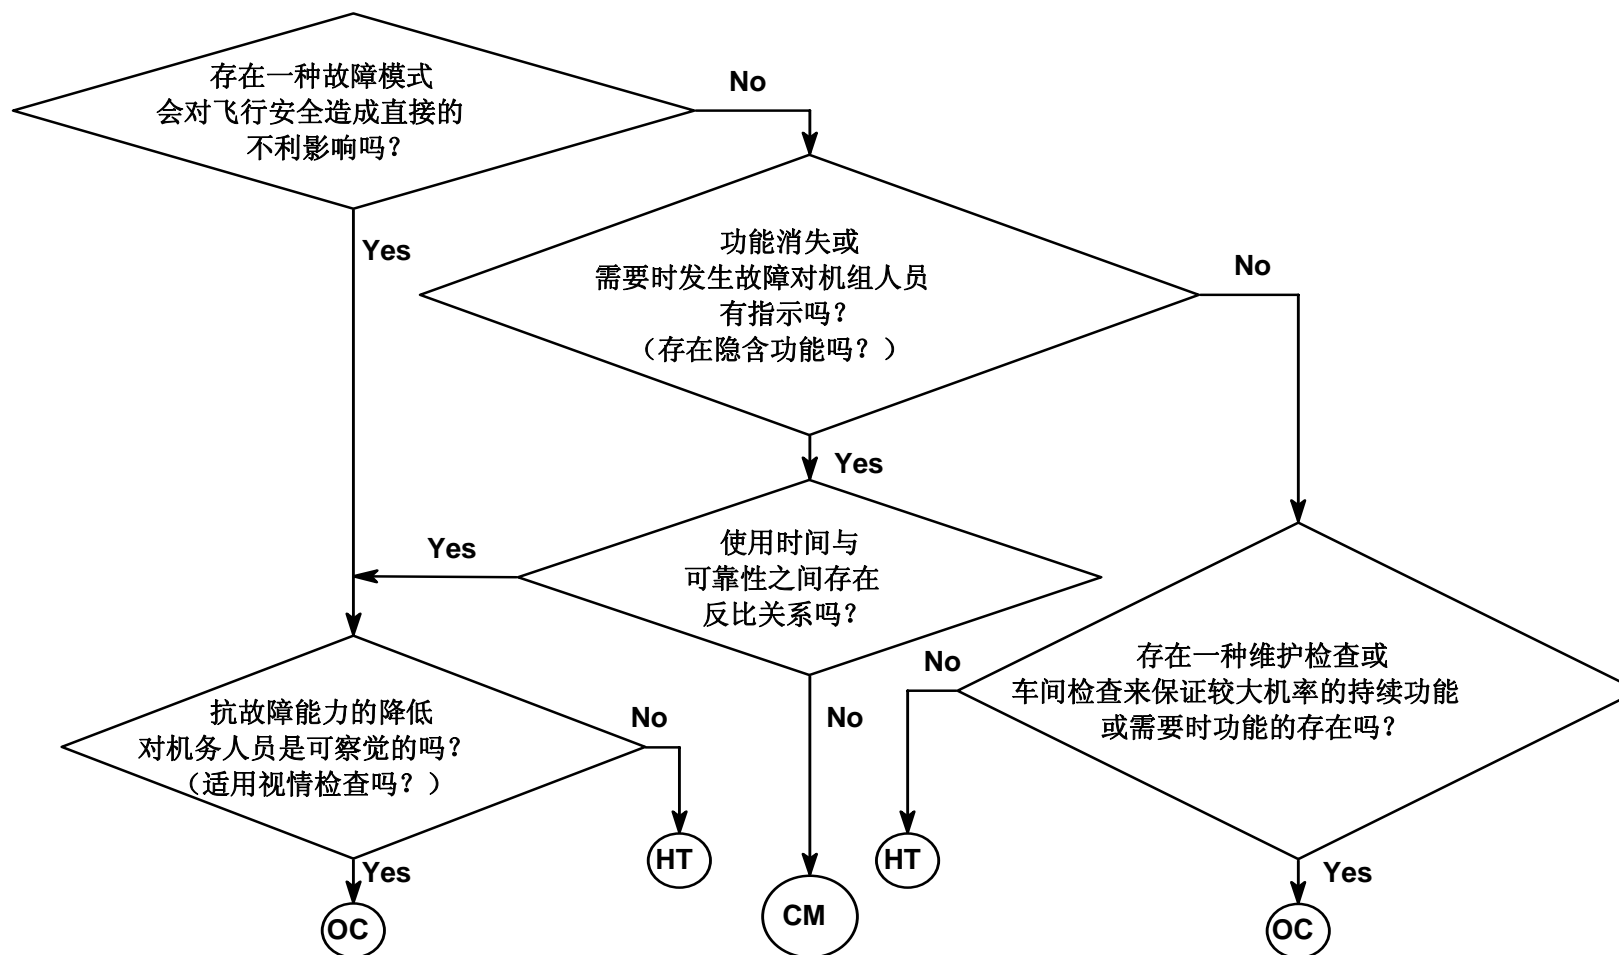 存在一种故障模式
会对飞行安全造成直接的
不利影响吗?
No
Yes
功能消失或
需要时发生故障对机组人员
有指示吗?
(存在隐含功能吗?)
No
Yes
使用时间与
可靠性之间存在
反比关系吗?
Yes
No
存在一种维护检查或
车间检查来保证较大机率的持续功能
或需要时功能的存在吗?
No
Yes
抗故障能力的降低
对机务人员是可察觉的吗?
(适用视情检查吗?)
No
Yes
HT
CM
HT
OC
OC